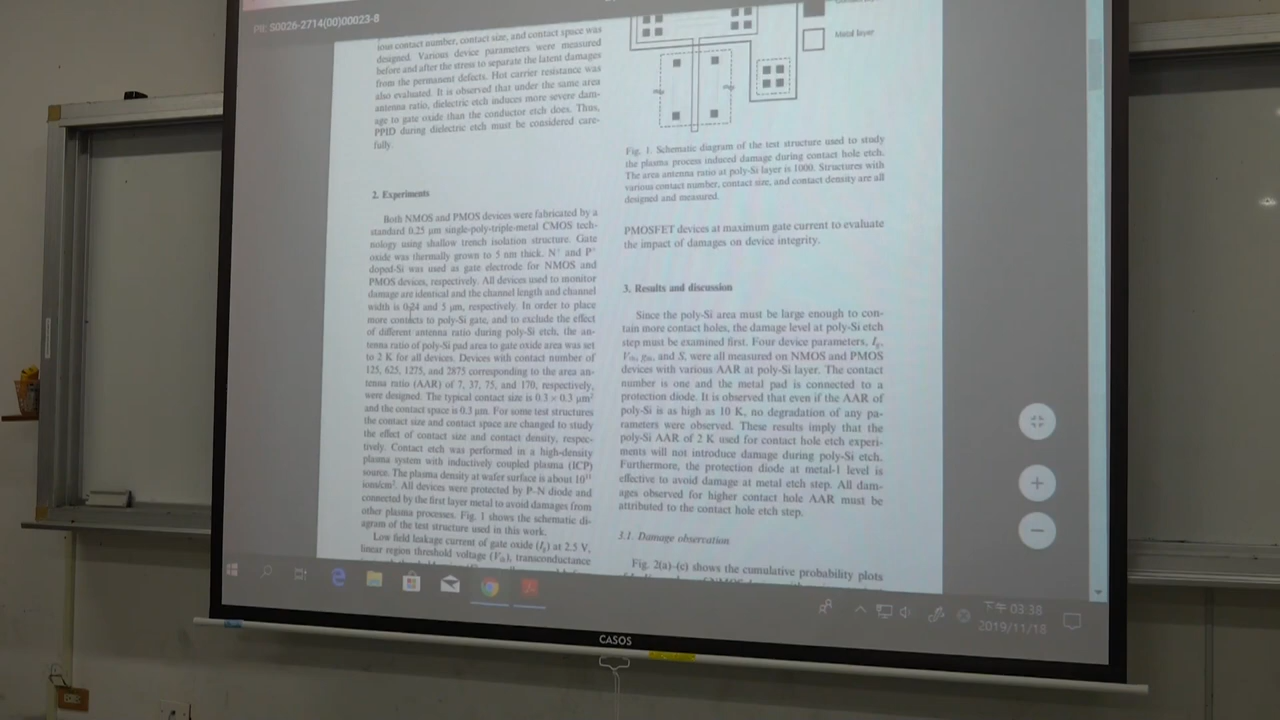 PII: S0026-2714(00)00023-8
ious contact number, contact size, and contact space was
designed. Various device parameters were measured
before and after the stress to separate the latent damages
from the permanent defects. Hot carrier resistance was
also evaluated. It is observed that under the same area
antenna ratio, dielectric etch induces more severe dam-
age to gate oxide than the conductor etch does. Thus,
PPID during dielectric etch must be considered care-
fully.
2. Experiments
Both NMOS and PMOS devices were fabricated by a
standard 0.25 μm single-poly-triple-metal CMOS tech-
nology using shallow trench isolation structure. Gate
oxide was thermally grown to 5 nm thick. N⁺ and P⁺
doped-Si was used as gate electrode for NMOS and
PMOS devices, respectively. All devices used to monitor
damage are identical and the channel length and channel
width is 0.24 and 5 μm, respectively. In order to place
more contacts to poly-Si gate, and to exclude the effect
of different antenna ratio during poly-Si etch, the an-
tenna ratio of poly-Si pad area to gate oxide area was set
to 2 K for all devices. Devices with contact number of
125, 625, 1275, and 2875 corresponding to the area an-
tenna ratio (AAR) of 7, 37, 75, and 170, respectively,
were designed. The typical contact size is 0.3 × 0.3 μm²
and the contact space is 0.3 μm. For some test structures
the contact size and contact space are changed to study
the effect of contact size and contact density, respec-
tively. Contact etch was performed in a high-density
plasma system with inductively coupled plasma (ICP)
source. The plasma density at wafer surface is about 10¹¹
ions/cm². All devices were protected by P–N diode and
connected by the first layer metal to avoid damages from
other plasma processes. Fig. 1 shows the schematic di-
agram of the test structure used in this work.
Low field leakage current of gate oxide (Ig) at 2.5 V,
linear region threshold voltage (Vth), transconductance
Metal layer
Fig. 1. Schematic diagram of the test structure used to study
the plasma process induced damage during contact hole etch.
The area antenna ratio at poly-Si layer is 1000. Structures with
various contact number, contact size, and contact density are all
designed and measured.
PMOSFET devices at maximum gate current to evaluate
the impact of damages on device integrity.
3. Results and discussion
Since the poly-Si area must be large enough to con-
tain more contact holes, the damage level at poly-Si etch
step must be examined first. Four device parameters, Ig,
Vth, gm, and S, were all measured on NMOS and PMOS
devices with various AAR at poly-Si layer. The contact
number is one and the metal pad is connected to a
protection diode. It is observed that even if the AAR of
poly-Si is as high as 10 K, no degradation of any pa-
rameters were observed. These results imply that the
poly-Si AAR of 2 K used for contact hole etch experi-
ments will not introduce damage during poly-Si etch.
Furthermore, the protection diode at metal-1 level is
effective to avoid damage at metal etch step. All dam-
ages observed for higher contact hole AAR must be
attributed to the contact hole etch step.
3.1. Damage observation
Fig. 2(a)–(c) shows the cumulative probability plots
下午 03:38
2019/11/18
CASOS